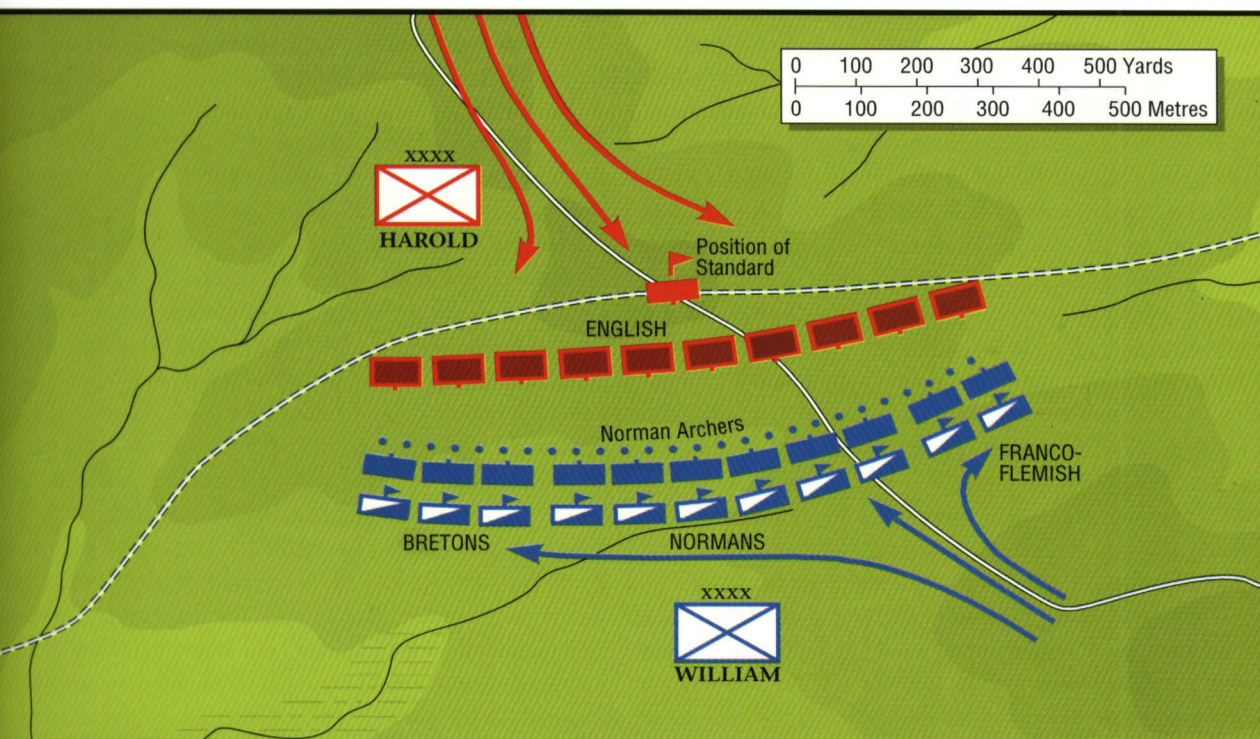 0 100 200 300 400 500 Yards
0 100 200 300 400 500 Metres
XXXX
HAROLD
Position of
Standard
ENGLISH
Norman Archers
FRANCO-
FLEMISH
BRETONS
NORMANS
XXXX
WILLIAM